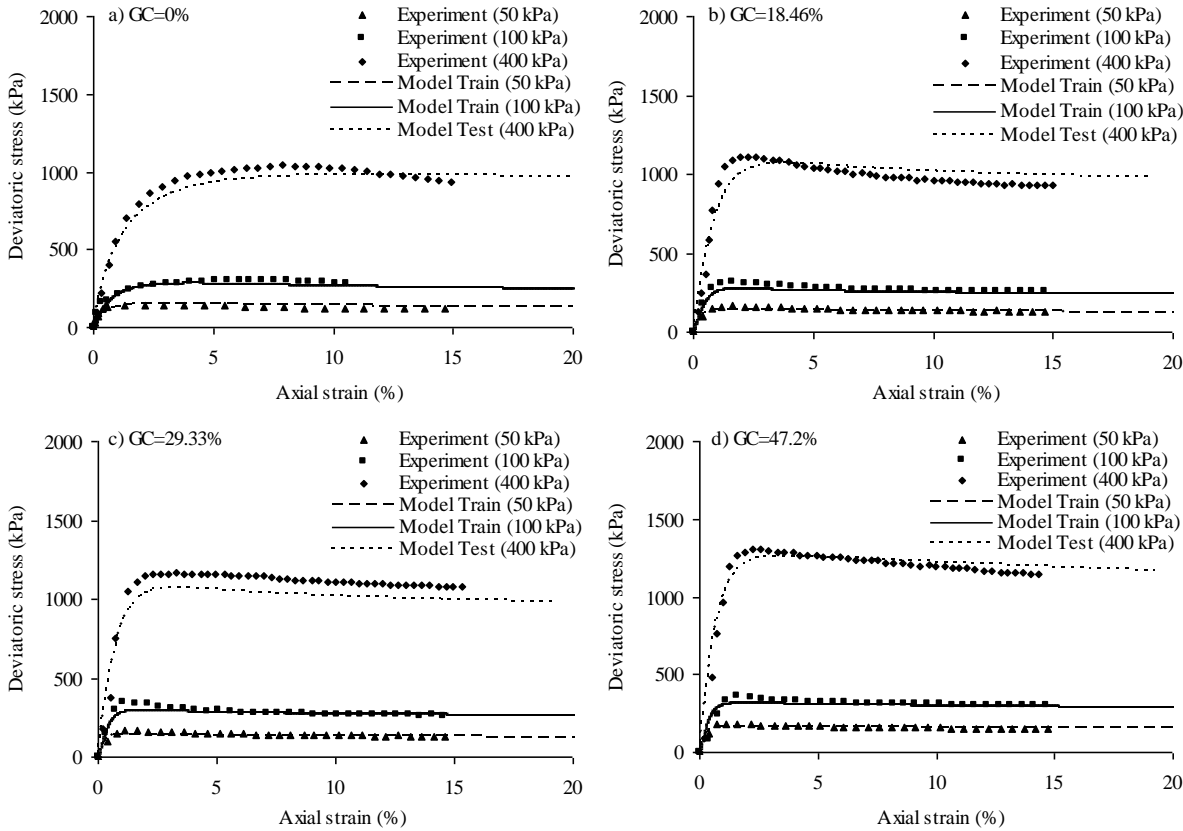 a) GC=0%
Experiment (50 kPa)
Experiment (100 kPa)
Experiment (400 kPa)
Model Train (50 kPa)
Model Train (100 kPa)
Model Test (400 kPa)
Deviatoric stress (kPa)
2000
1500
1000
500
0
0 5 10 15 20
Axial strain (%)
b) GC=18.46%
Experiment (50 kPa)
Experiment (100 kPa)
Experiment (400 kPa)
Model Train (50 kPa)
Model Train (100 kPa)
Model Test (400 kPa)
Deviatoric stress (kPa)
2000
1500
1000
500
0
0 5 10 15 20
Axial strain (%)
c) GC=29.33%
Experiment (50 kPa)
Experiment (100 kPa)
Experiment (400 kPa)
Model Train (50 kPa)
Model Train (100 kPa)
Model Test (400 kPa)
Deviatoric stress (kPa)
2000
1500
1000
500
0
0 5 10 15 20
Axial strain (%)
d) GC=47.2%
Experiment (50 kPa)
Experiment (100 kPa)
Experiment (400 kPa)
Model Train (50 kPa)
Model Train (100 kPa)
Model Test (400 kPa)
Deviatoric stress (kPa)
2000
1500
1000
500
0
0 5 10 15 20
Axial strain (%)